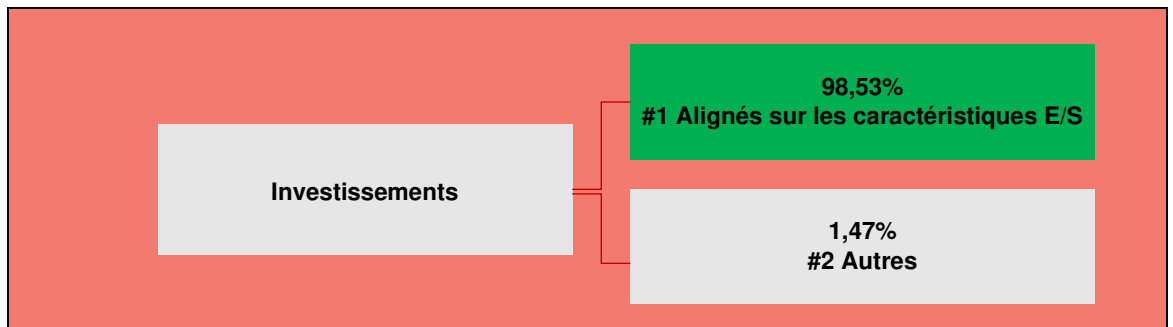 98,53%
#1 Alignés sur les caractéristiques E/S
Investissements
1,47%
#2 Autres